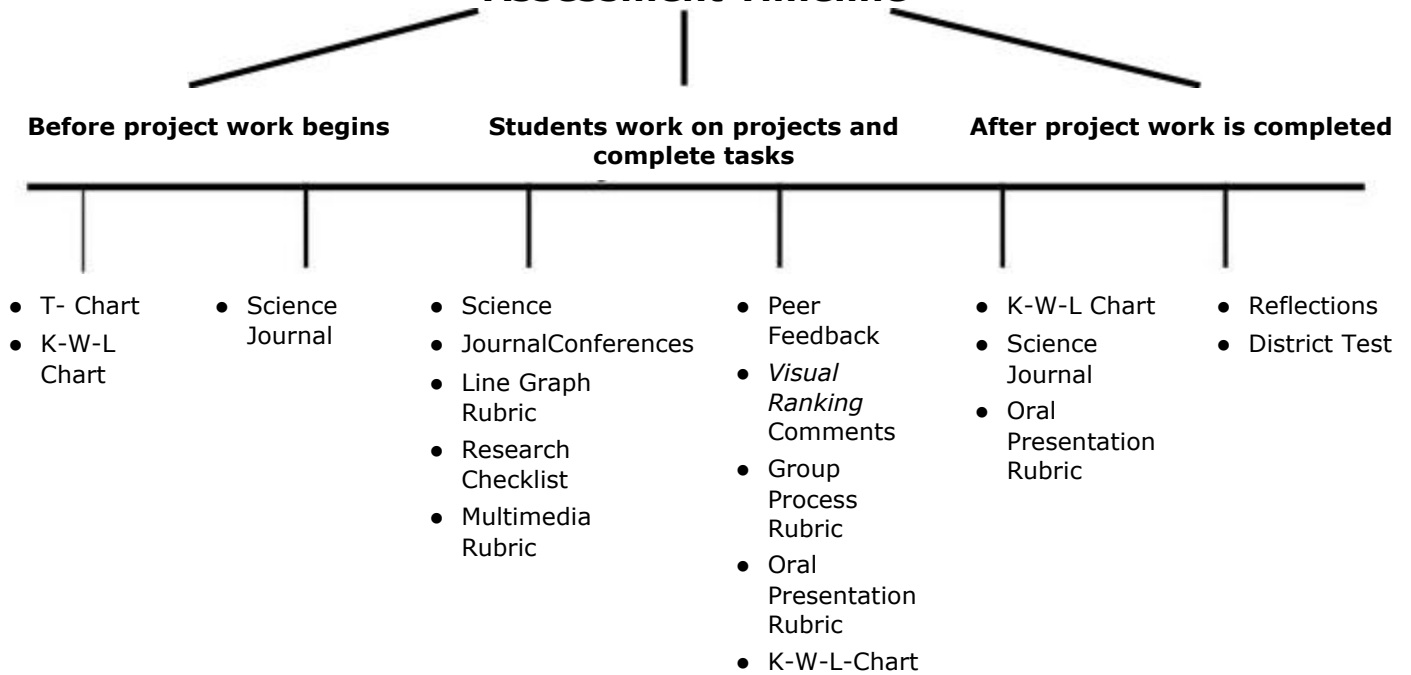 Assessment Timeline
Before project work begins
Students work on projects and
complete tasks
After project work is completed
● T- Chart
● K-W-L
Chart
● Science
Journal
● Science
● JournalConferences
● Line Graph
Rubric
● Research
Checklist
● Multimedia
Rubric
● Peer
Feedback
● Visual
Ranking
Comments
● Group
Process
Rubric
● Oral
Presentation
Rubric
● K-W-L-Chart
● K-W-L Chart
● Science
Journal
● Oral
Presentation
Rubric
● Reflections
● District Test